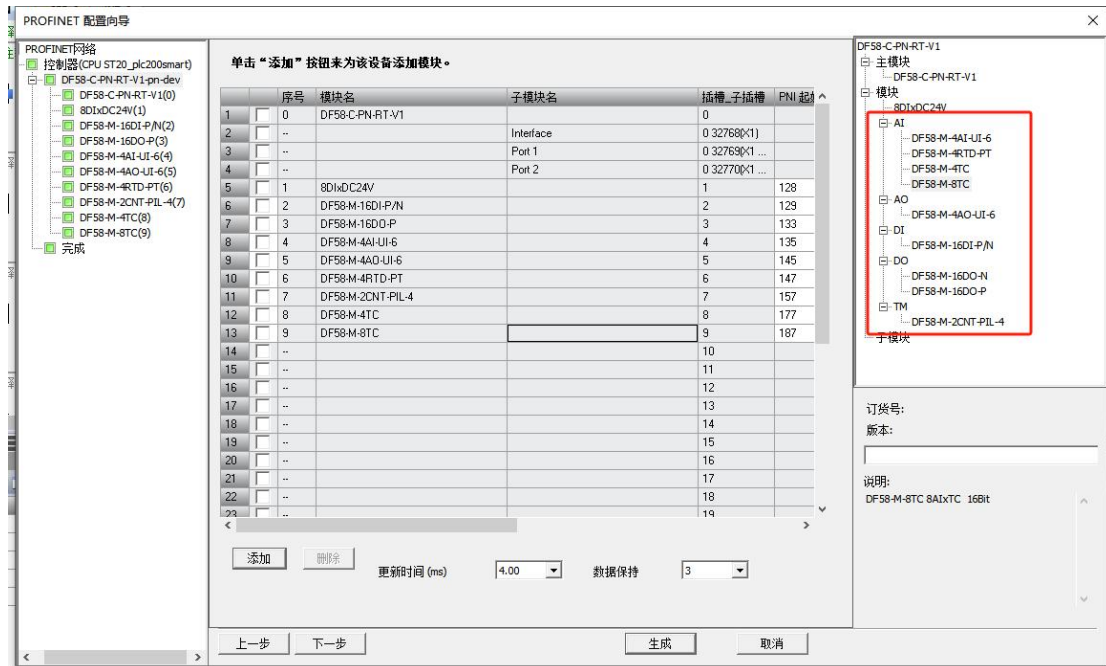 PROFINET 配置向导
PROFINET网络
控制器(CPU ST20_plc200smart)
DF58-C-PN-RT-V1-pn-dev
DF58-C-PN-RT-V1(0)
8DIxDC24V(1)
DF58-M-16DI-P/N(2)
DF58-M-16DO-P(3)
DF58-M-4AI-UI-6(4)
DF58-M-4AO-UI-6(5)
DF58-M-4RTD-PT(6)
DF58-M-2CNT-PIL-4(7)
DF58-M-4TC(8)
DF58-M-8TC(9)
完成
单击“添加”按钮来为该设备添加模块。
序号 模块名 子模块名 插槽_子插槽 PNI 起始
1 0 DF58-C-PN-RT-V1 0
2 -- Interface 0 32768(X1)
3 -- Port 1 0 32769(X1 ...
4 -- Port 2 0 32770(X1 ...
5 1 8DIxDC24V 1 128
6 2 DF58-M-16DI-P/N 2 129
7 3 DF58-M-16DO-P 3 133
8 4 DF58-M-4AI-UI-6 4 135
9 5 DF58-M-4AO-UI-6 5 145
10 6 DF58-M-4RTD-PT 6 147
11 7 DF58-M-2CNT-PIL-4 7 157
12 8 DF58-M-4TC 8 177
13 9 DF58-M-8TC 9 187
14 -- 10
15 -- 11
16 -- 12
17 -- 13
18 -- 14
19 -- 15
20 -- 16
21 -- 17
22 -- 18
23 -- 19
添加 删除
更新时间 (ms) 4.00 数据保持 3
上一步 下一步 生成 取消
DF58-C-PN-RT-V1
主模块
DF58-C-PN-RT-V1
模块
8DIxDC24V
AI
DF58-M-4AI-UI-6
DF58-M-4RTD-PT
DF58-M-4TC
DF58-M-8TC
AO
DF58-M-4AO-UI-6
DI
DF58-M-16DI-P/N
DO
DF58-M-16DO-N
DF58-M-16DO-P
TM
DF58-M-2CNT-PIL-4
子模块
订货号:
版本:
说明:
DF58-M-8TC 8AIxTC 16Bit